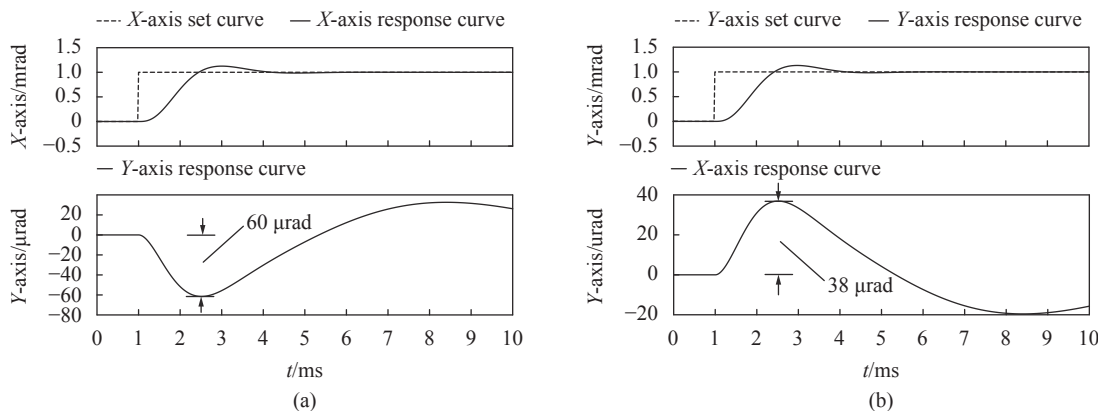 X-axis set curve
X-axis response curve
X-axis/mrad
1.5
1.0
0.5
0
−0.5
Y-axis response curve
Y-axis/μrad
20
0
−20
−40
−60
−80
60 μrad
0 1 2 3 4 5 6 7 8 9 10
t/ms
(a)
Y-axis set curve
Y-axis response curve
Y-axis/mrad
1.5
1.0
0.5
0
−0.5
X-axis response curve
Y-axis/urad
40
20
0
−20
38 μrad
0 1 2 3 4 5 6 7 8 9 10
t/ms
(b)